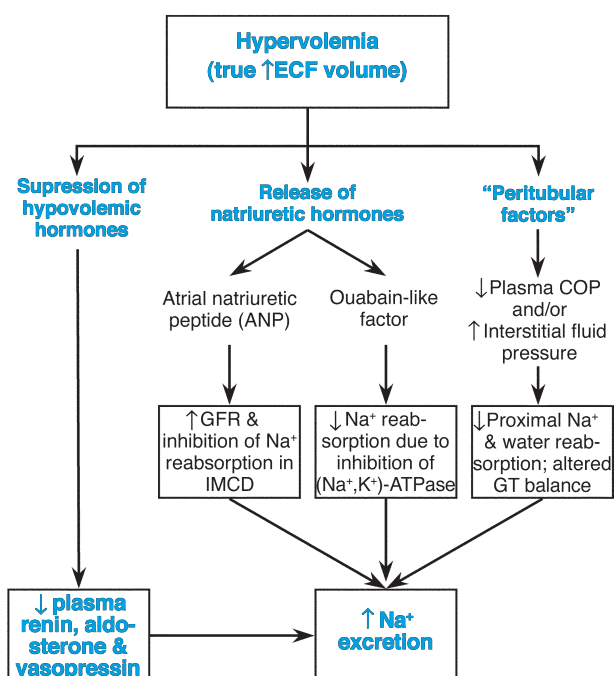 Hypervolemia
(true ↑ECF volume)
Supression of
hypovolemic
hormones
Release of
natriuretic hormones
“Peritubular
factors”
Atrial natriuretic
peptide (ANP)
Ouabain-like
factor
↓Plasma COP
and/or
↑Interstitial fluid
pressure
↑GFR &
inhibition of Na⁺
reabsorption in
IMCD
↓Na⁺ reab-
sorption due to
inhibition of
(Na⁺,K⁺)-ATPase
↓Proximal Na⁺
& water reab-
sorption; altered
GT balance
↓ plasma
renin, aldo-
sterone &
vasopressin
↑ Na⁺
excretion